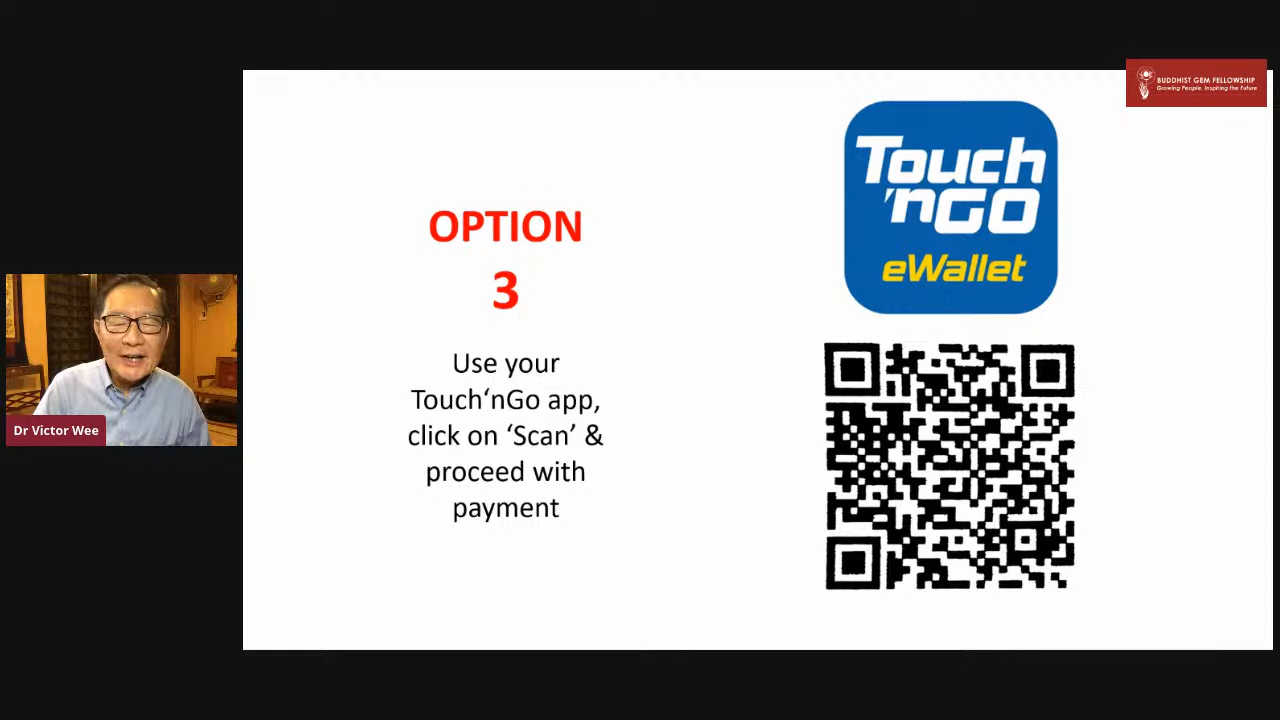 BUDDHIST GEM FELLOWSHIP
Growing People, Inspiring the Future
Touch
'nGO
eWallet
OPTION
3
Use your
Touch‘nGo app,
click on ‘Scan’ &
proceed with
payment
Dr Victor Wee